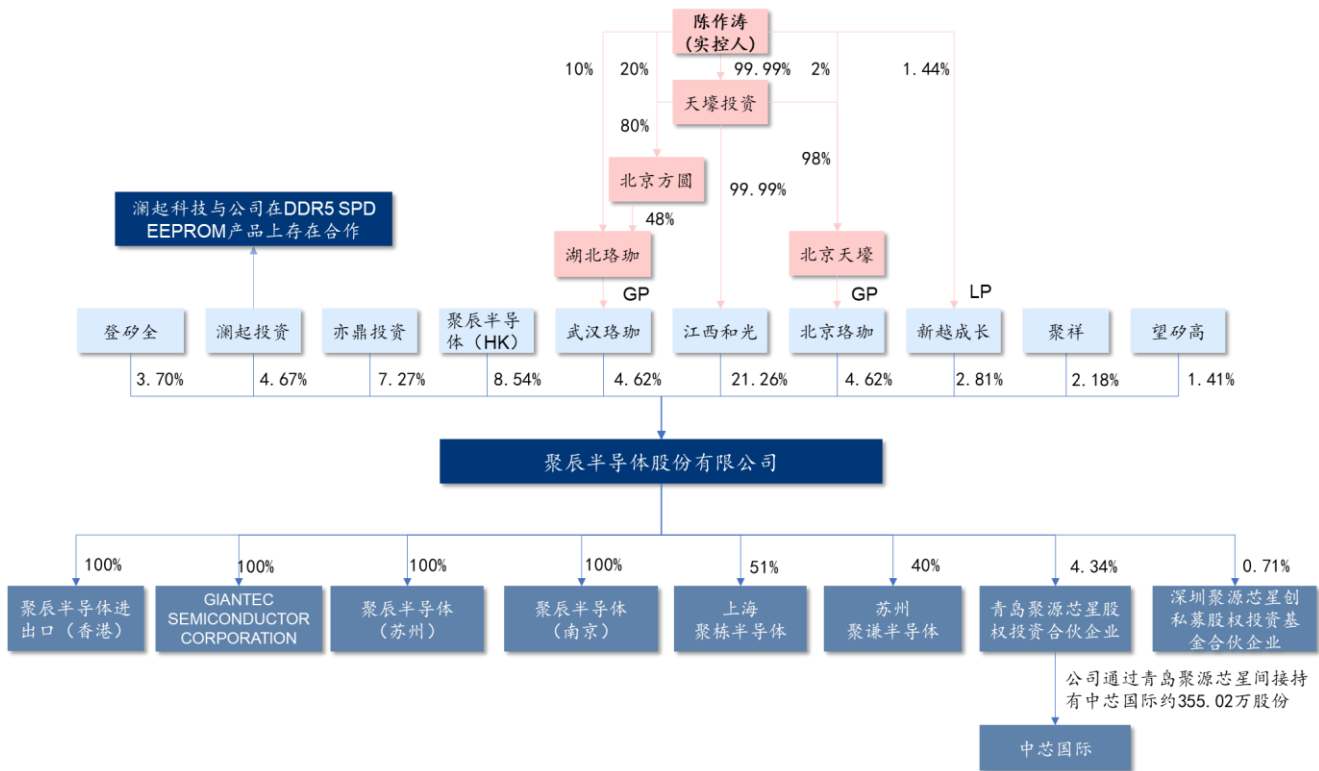 陈作涛
(实控人)
10%
20%
99.99%
2%
1.44%
天壕投资
80%
98%
北京方圆
99.99%
澜起科技与公司在DDR5 SPD
EEPROM产品上存在合作
48%
湖北珞珈
北京天壕
GP
GP
LP
登矽全
澜起投资
亦鼎投资
聚辰半导
体（HK）
武汉珞珈
江西和光
北京珞珈
新越成长
聚祥
望矽高
3.70%
4.67%
7.27%
8.54%
4.62%
21.26%
4.62%
2.81%
2.18%
1.41%
聚辰半导体股份有限公司
100%
100%
100%
100%
51%
40%
4.34%
0.71%
聚辰半导体进
出口（香港）
GIANTEC
SEMICONDUCTOR
CORPORATION
聚辰半导体
（苏州）
聚辰半导体
（南京）
上海
聚栋半导体
苏州
聚谦半导体
青岛聚源芯星股
权投资合伙企业
深圳聚源芯星创
私募股权投资基
金合伙企业
公司通过青岛聚源芯星间接持
有中芯国际约355.02万股份
中芯国际